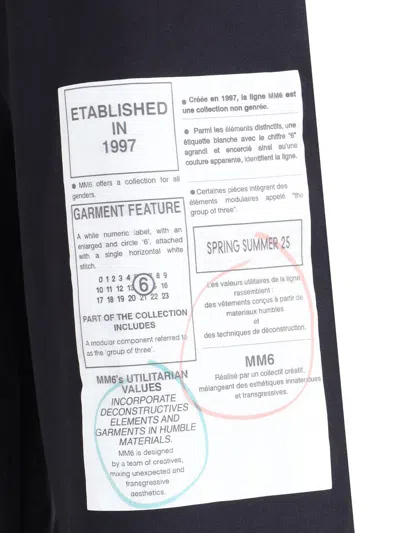 ETABLISHED
IN
1997
● MM6 offers a collection for all
genders.
GARMENT FEATURE
A white numeric label, with an
enlarged and circle '6', attached
with a single horizontal white
stitch.
0 1 2 3 4 7 8 9
10 11 12 13 6 15 16
17 18 19 20 21 22 23
PART OF THE COLLECTION
INCLUDES
A modular component referred to
as the 'group of three'.
MM6's UTILITARIAN
VALUES
INCORPORATE
DECONSTRUCTIVES
ELEMENTS AND
GARMENTS IN HUMBLE
MATERIALS.
MM6 is designed
by a team of creatives,
mixing unexpected and
transgressive
aesthetics.
● Créée en 1997, la ligne MM6 est
une collection non genrée.
● Parmi les éléments distinctifs, une
étiquette blanche avec le chiffre "6"
agrandi et encerclé ainsi qu'une
couture apparente, identifient la ligne.
● Certaines pièces intègrent des
éléments modulaires appelé "the
group of three".
SPRING SUMMER 25
Les valeurs utilitaires de la ligne
rassemblent :
des vêtements conçus à partir de
materiaux humbles
et
des techniques de déconstruction.
MM6
Réalisé par un collectif créatif,
mélangeant des esthétiques innatendues
et transgressives.